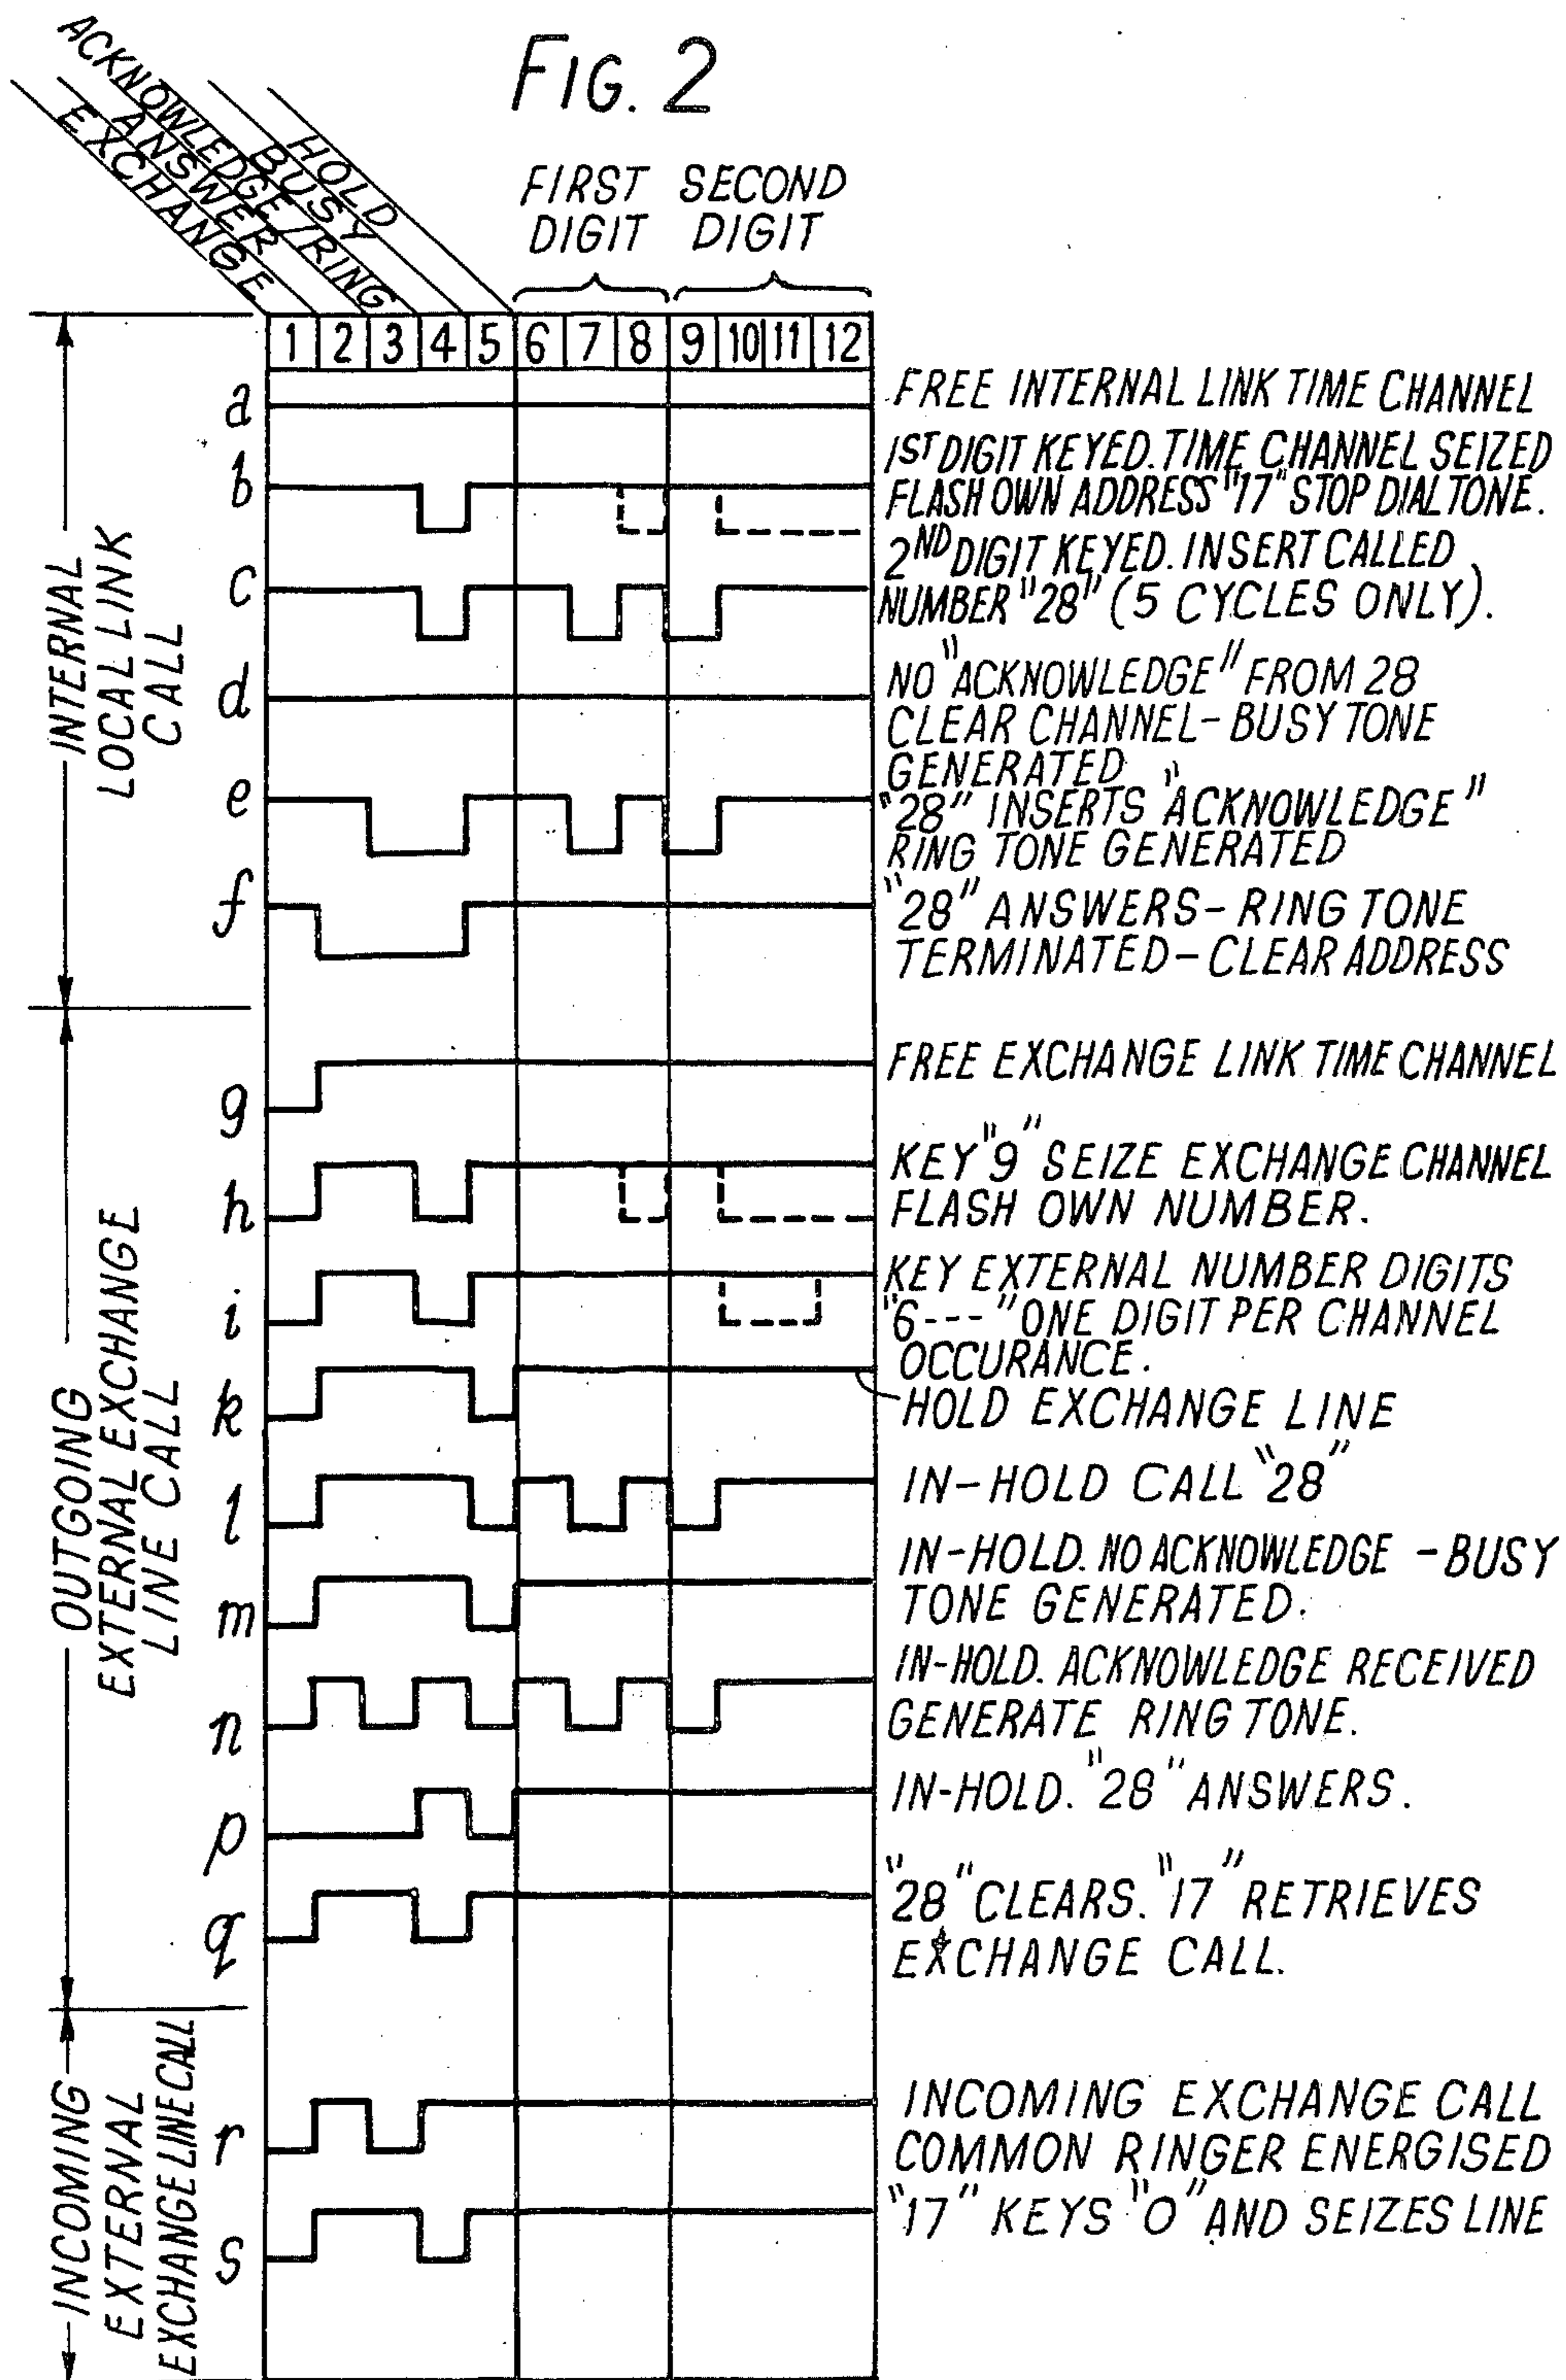 FIG. 2
ACKNOWLEDGE/RING
ANSWER
EXCHANGE
HOLD
BUSY
FIRST DIGIT
SECOND DIGIT
1 2 3 4 5 6 7 8 9 10 11 12
INTERNAL
LOCAL LINK
CALL
a
FREE INTERNAL LINK TIME CHANNEL
b
1ST DIGIT KEYED. TIME CHANNEL SEIZED
FLASH OWN ADDRESS "17" STOP DIAL TONE.
c
2ND DIGIT KEYED. INSERT CALLED
NUMBER "28" (5 CYCLES ONLY).
d
NO "ACKNOWLEDGE" FROM 28
CLEAR CHANNEL - BUSY TONE
GENERATED
e
"28" INSERTS "ACKNOWLEDGE"
RING TONE GENERATED
f
"28" ANSWERS - RING TONE
TERMINATED - CLEAR ADDRESS
OUTGOING
EXTERNAL EXCHANGE
LINE CALL
g
FREE EXCHANGE LINK TIME CHANNEL
h
KEY "9" SEIZE EXCHANGE CHANNEL
FLASH OWN NUMBER.
i
KEY EXTERNAL NUMBER DIGITS
"6---" ONE DIGIT PER CHANNEL
OCCURANCE.
k
HOLD EXCHANGE LINE
l
IN-HOLD CALL "28"
m
IN-HOLD. NO ACKNOWLEDGE - BUSY
TONE GENERATED.
n
IN-HOLD. ACKNOWLEDGE RECEIVED
GENERATE RING TONE.
p
IN-HOLD. "28" ANSWERS.
q
"28" CLEARS. "17" RETRIEVES
EXCHANGE CALL.
INCOMING
EXTERNAL
EXCHANGE LINE CALL
r
INCOMING EXCHANGE CALL
COMMON RINGER ENERGISED
s
"17" KEYS "0" AND SEIZES LINE